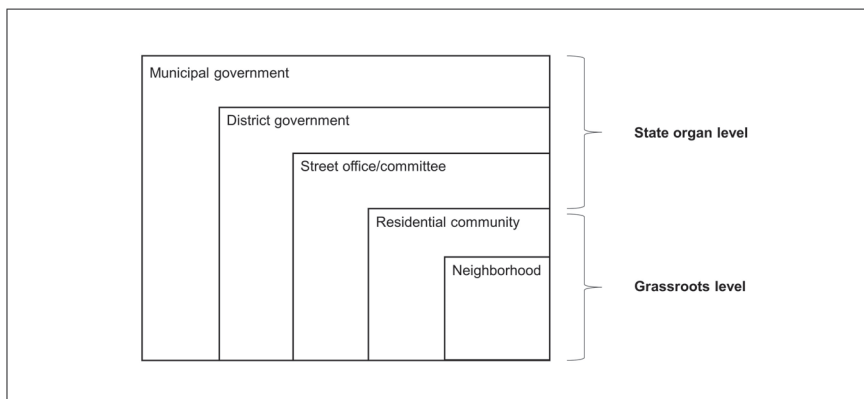 Municipal government
District government
State organ level
Street office/committee
Residential community
Neighborhood
Grassroots level